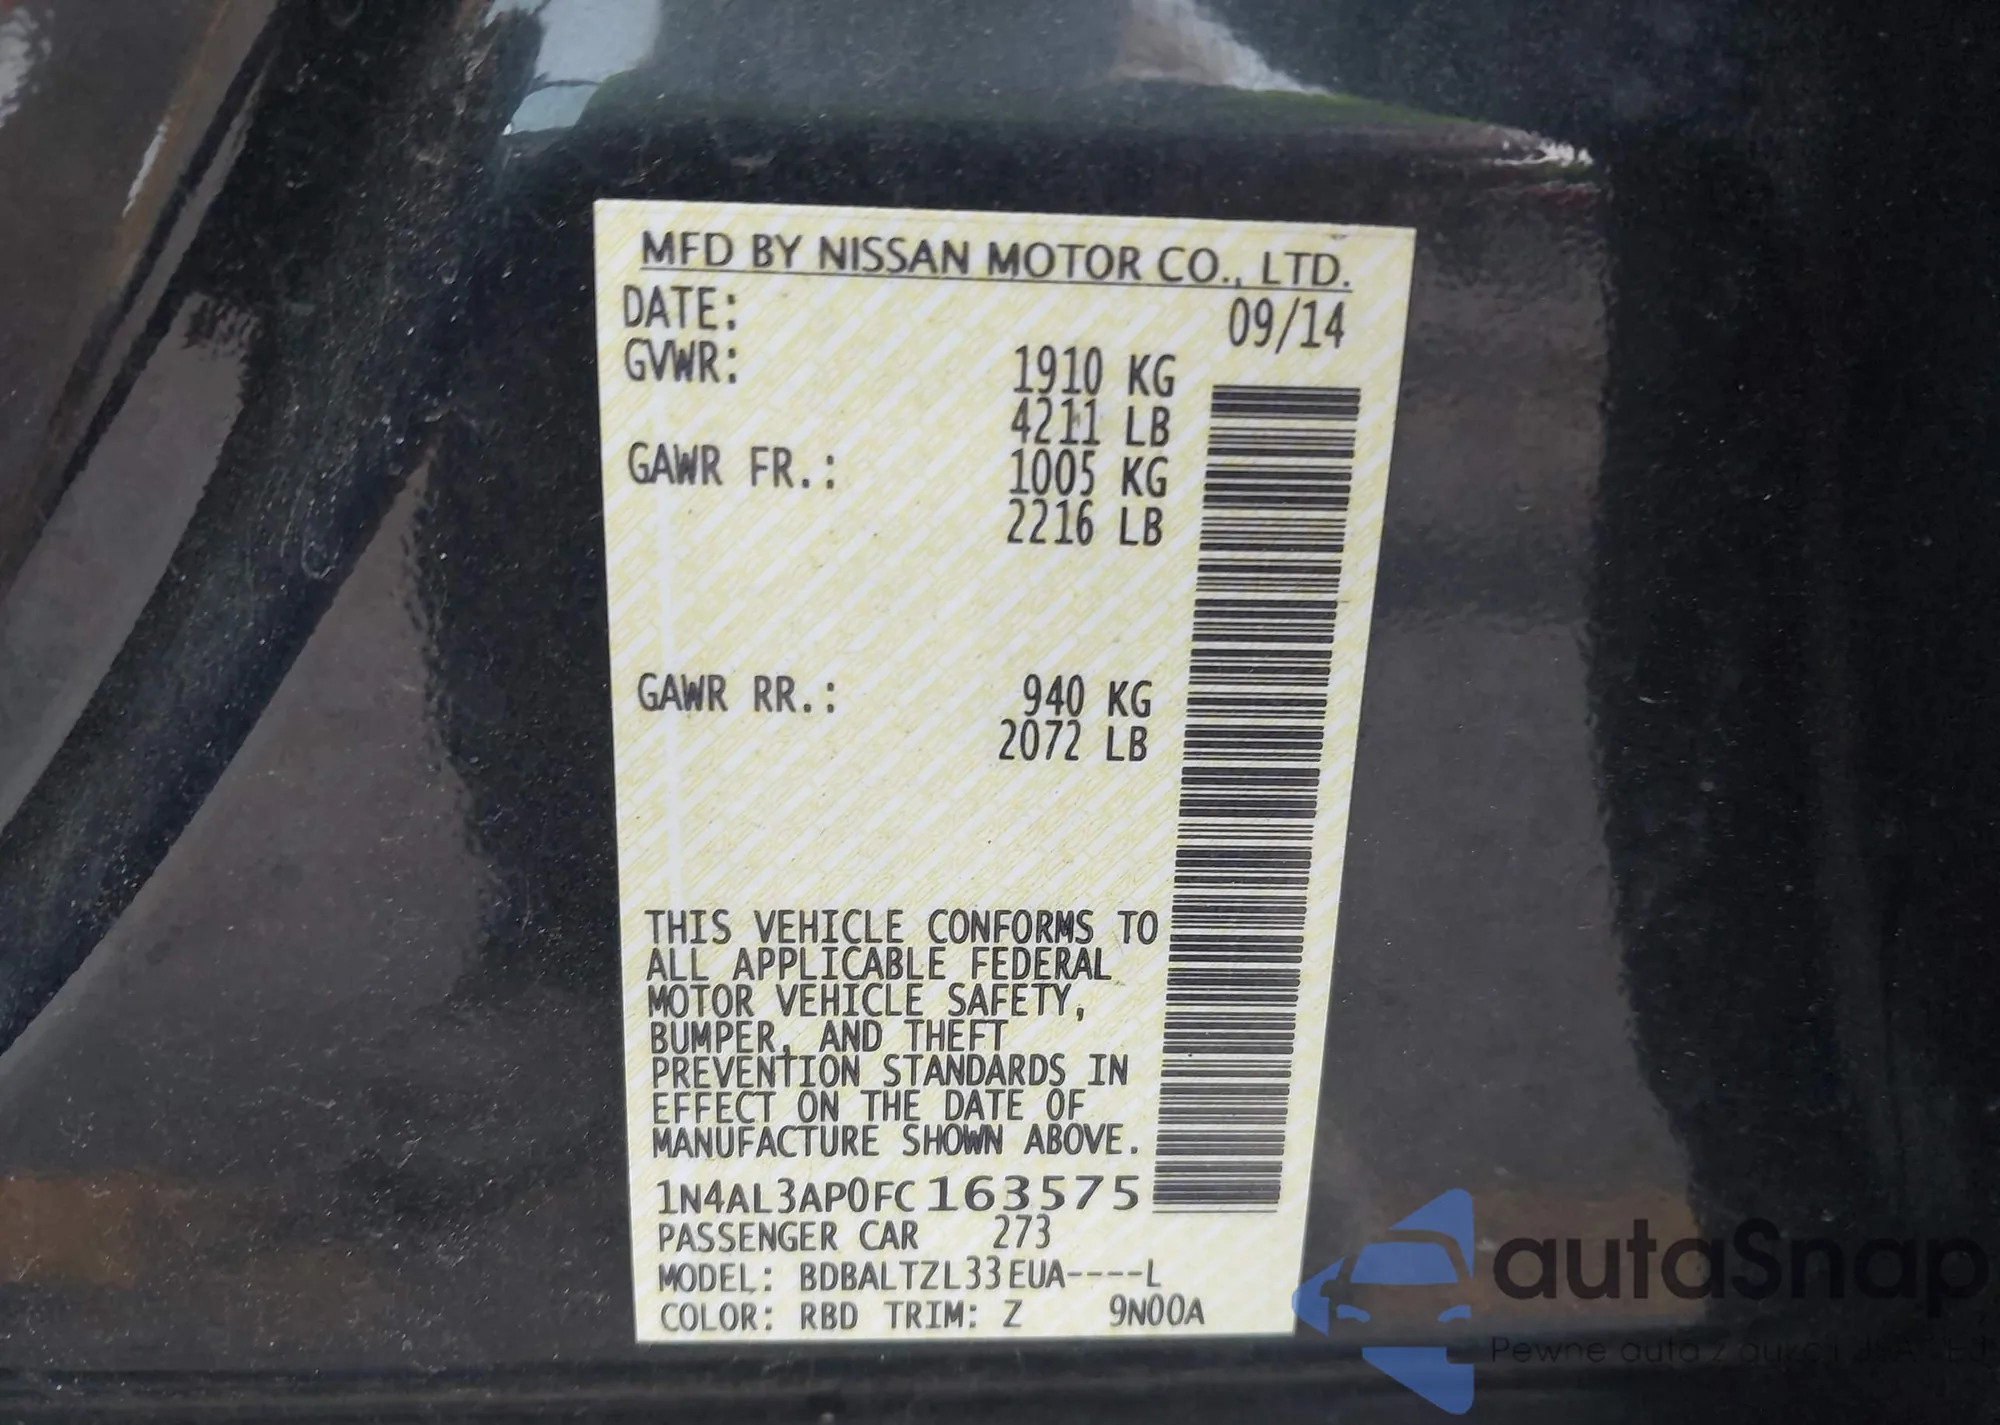 MFD BY NISSAN MOTOR CO., LTD.
DATE: 09/14
GVWR: 1910 KG
4211 LB
GAWR FR.: 1005 KG
2216 LB
GAWR RR.: 940 KG
2072 LB
THIS VEHICLE CONFORMS TO
ALL APPLICABLE FEDERAL
MOTOR VEHICLE SAFETY,
BUMPER, AND THEFT
PREVENTION STANDARDS IN
EFFECT ON THE DATE OF
MANUFACTURE SHOWN ABOVE.
1N4AL3AP0FC163575
PASSENGER CAR 273
MODEL: BDBALTZL33EUA----L
COLOR: RBD TRIM: Z 9N00A
autaSnap
Pewne auta z aukcji